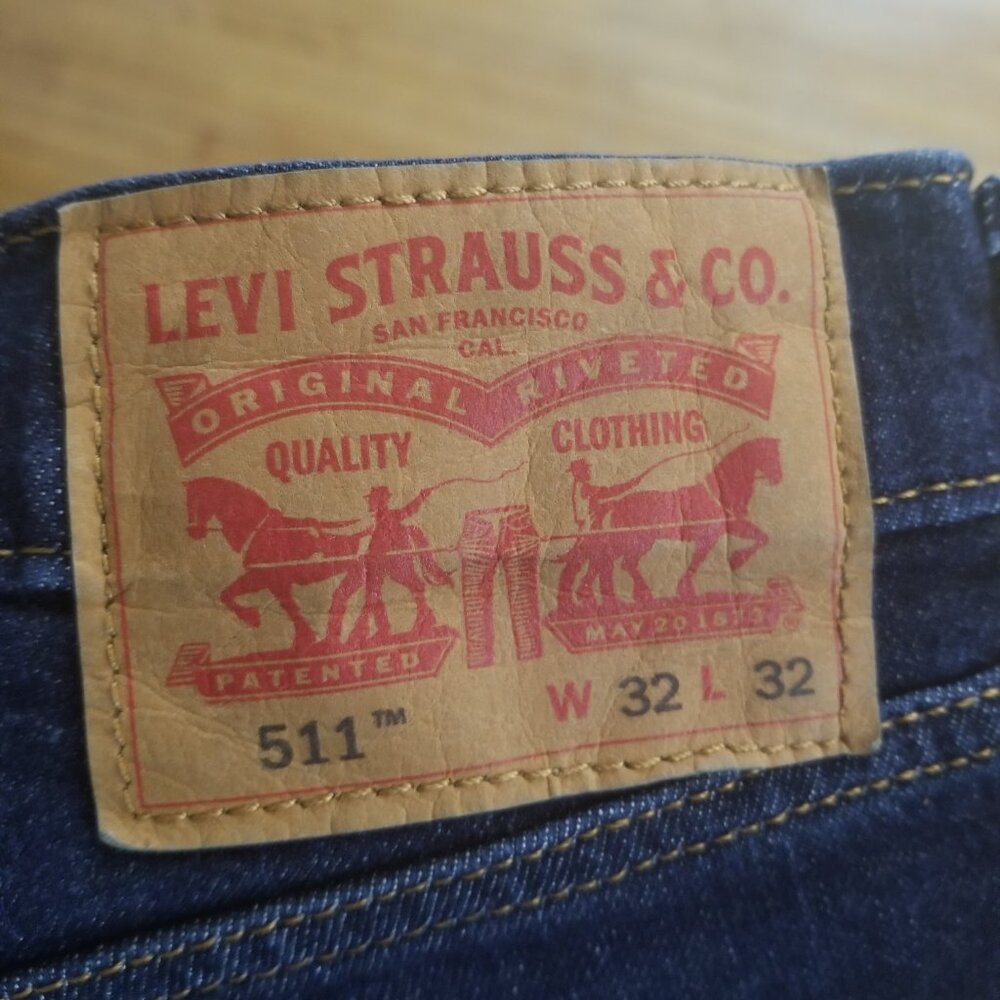 LEVI STRAUSS & CO.
SAN FRANCISCO
CAL.
ORIGINAL RIVETED
QUALITY CLOTHING
PATENTED MAY 20 1873
511™ W 32 L 32